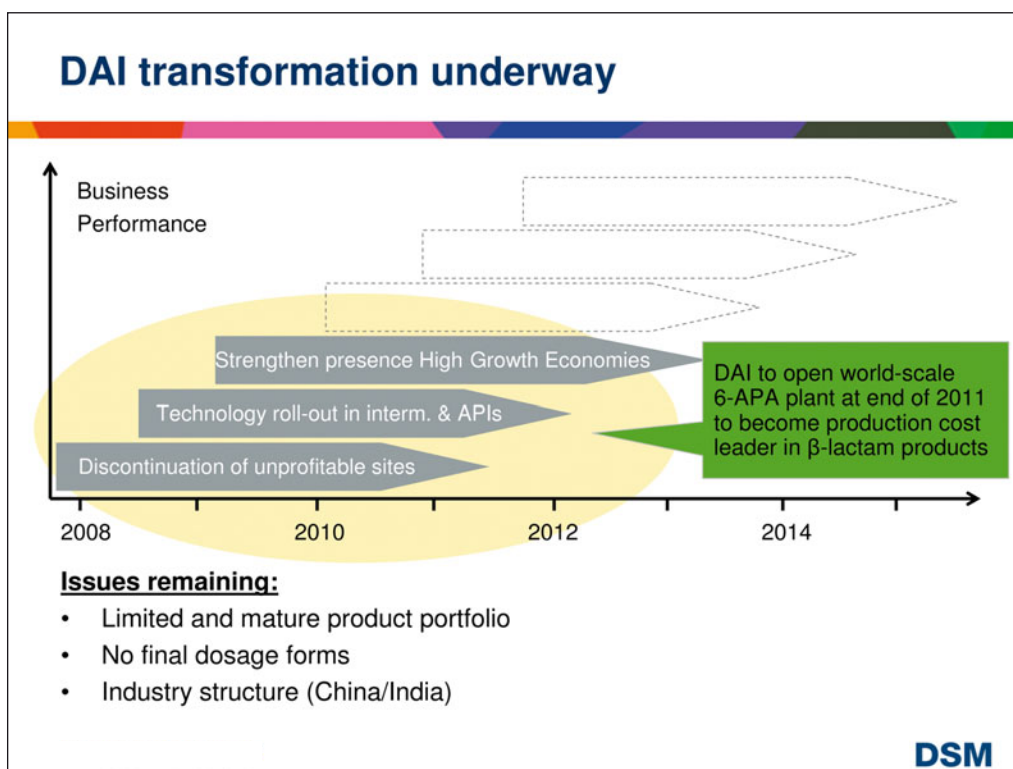 DAI transformation underway
Business
Performance
Strengthen presence High Growth Economies
Technology roll-out in interm. & APIs
Discontinuation of unprofitable sites
DAI to open world-scale
6-APA plant at end of 2011
to become production cost
leader in β-lactam products
2008 2010 2012 2014
Issues remaining:
• Limited and mature product portfolio
• No final dosage forms
• Industry structure (China/India)
DSM